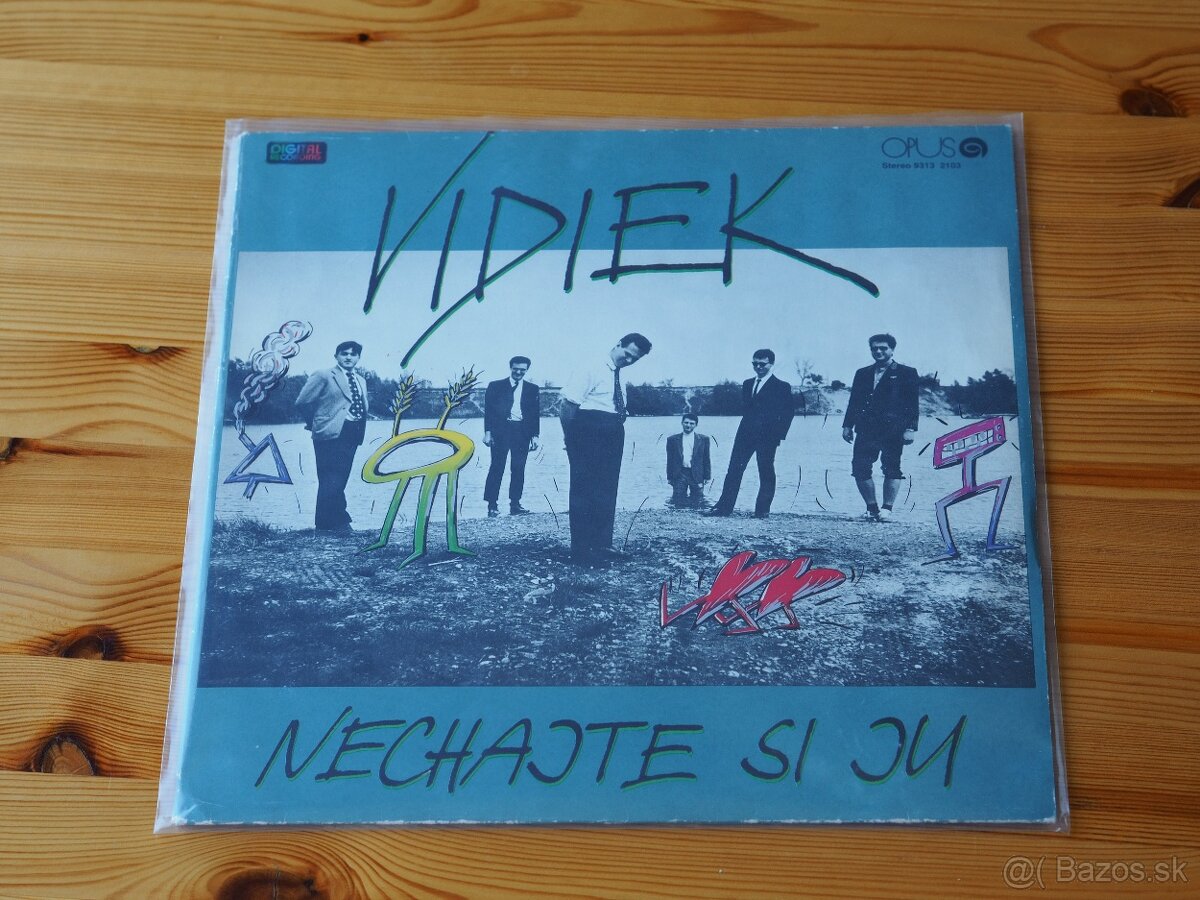 DIGITAL
RECORDING
OPUS
Stereo 9313 2103
VIDIEK
NECHAJTE SI JU
@( Bazos.sk